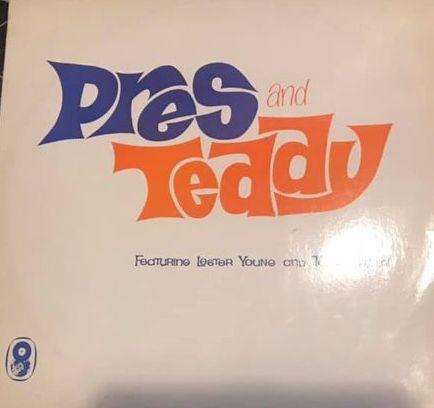 Pres and
Teddy
Featuring Lester Young and